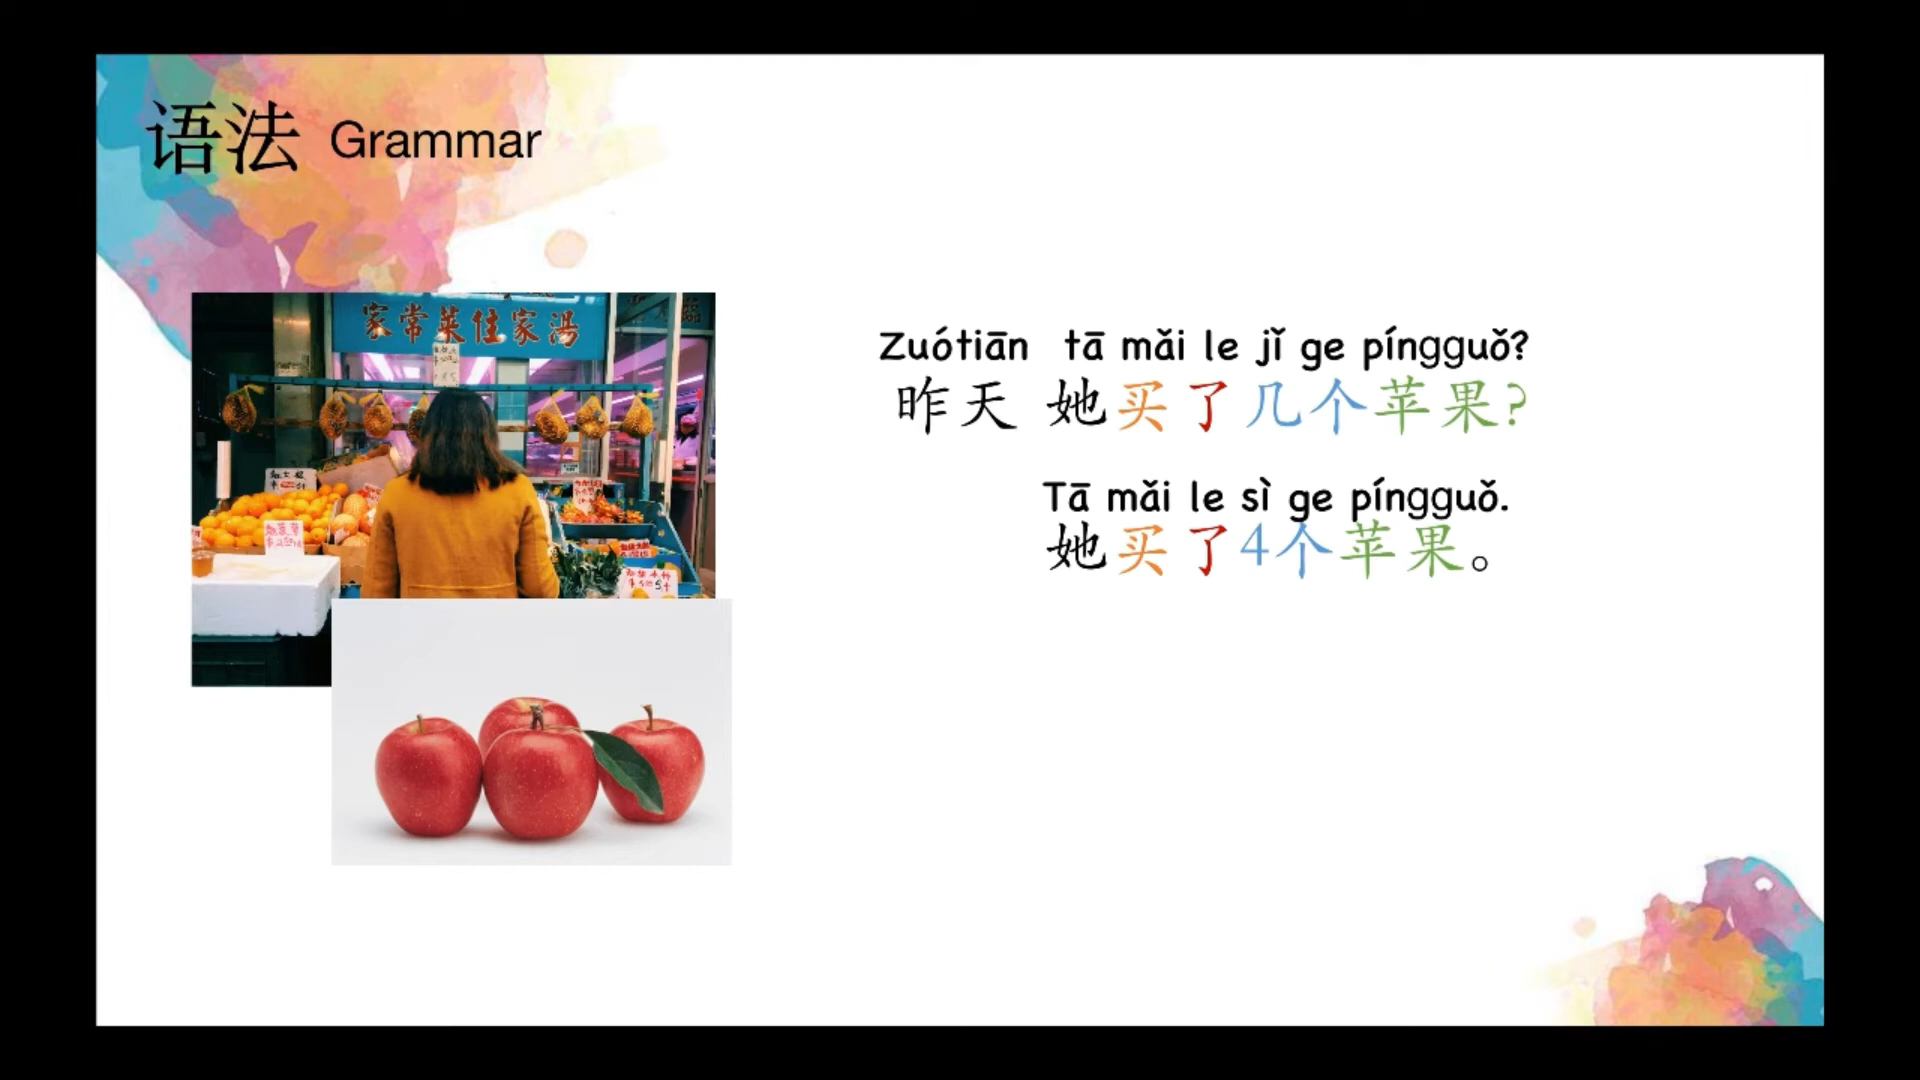 语法 Grammar
家常菜住家湯
Zuótiān tā mǎi le jǐ ge píngguǒ?
昨天 她买了几个苹果?
Tā mǎi le sì ge píngguǒ.
她买了4个苹果。